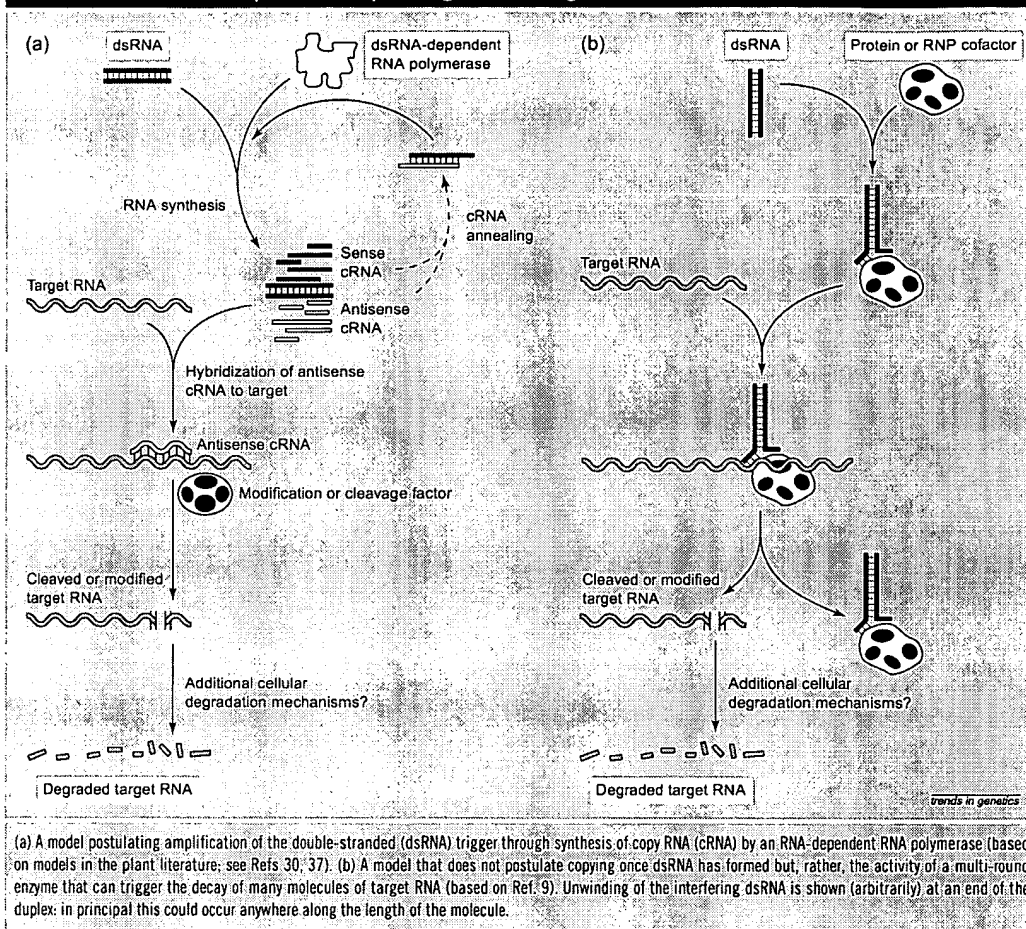 (a)
dsRNA
dsRNA-dependent
RNA polymerase
RNA synthesis
cRNA
annealing
Sense
cRNA
Target RNA
Antisense
cRNA
Hybridization of antisense
cRNA to target
Antisense cRNA
Modification or cleavage factor
Cleaved or modified
target RNA
Additional cellular
degradation mechanisms?
Degraded target RNA
(b)
dsRNA
Protein or RNP cofactor
Target RNA
Cleaved or modified
target RNA
Additional cellular
degradation mechanisms?
Degraded target RNA
trends in genetics
(a) A model postulating amplification of the double-stranded (dsRNA) trigger through synthesis of copy RNA (cRNA) by an RNA-dependent RNA polymerase (based
on models in the plant literature; see Refs 30, 37). (b) A model that does not postulate copying once dsRNA has formed but, rather, the activity of a multi-round
enzyme that can trigger the decay of many molecules of target RNA (based on Ref. 9). Unwinding of the interfering dsRNA is shown (arbitrarily) at an end of the
duplex: in principal this could occur anywhere along the length of the molecule.